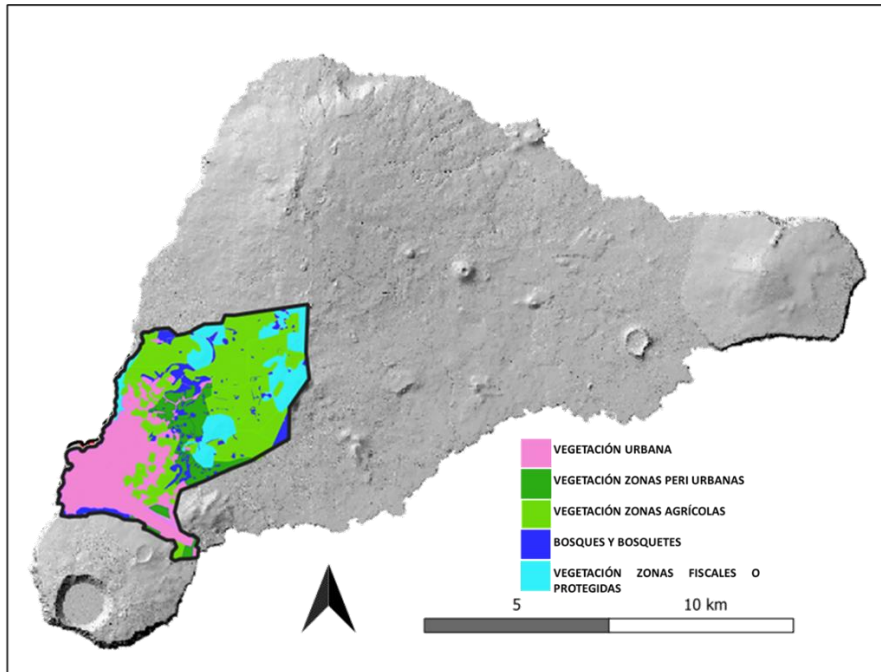 VEGETACIÓN URBANA
VEGETACIÓN ZONAS PERI URBANAS
VEGETACIÓN ZONAS AGRÍCOLAS
BOSQUES Y BOSQUETES
VEGETACIÓN ZONAS FISCALES O
PROTEGIDAS
5 10 km